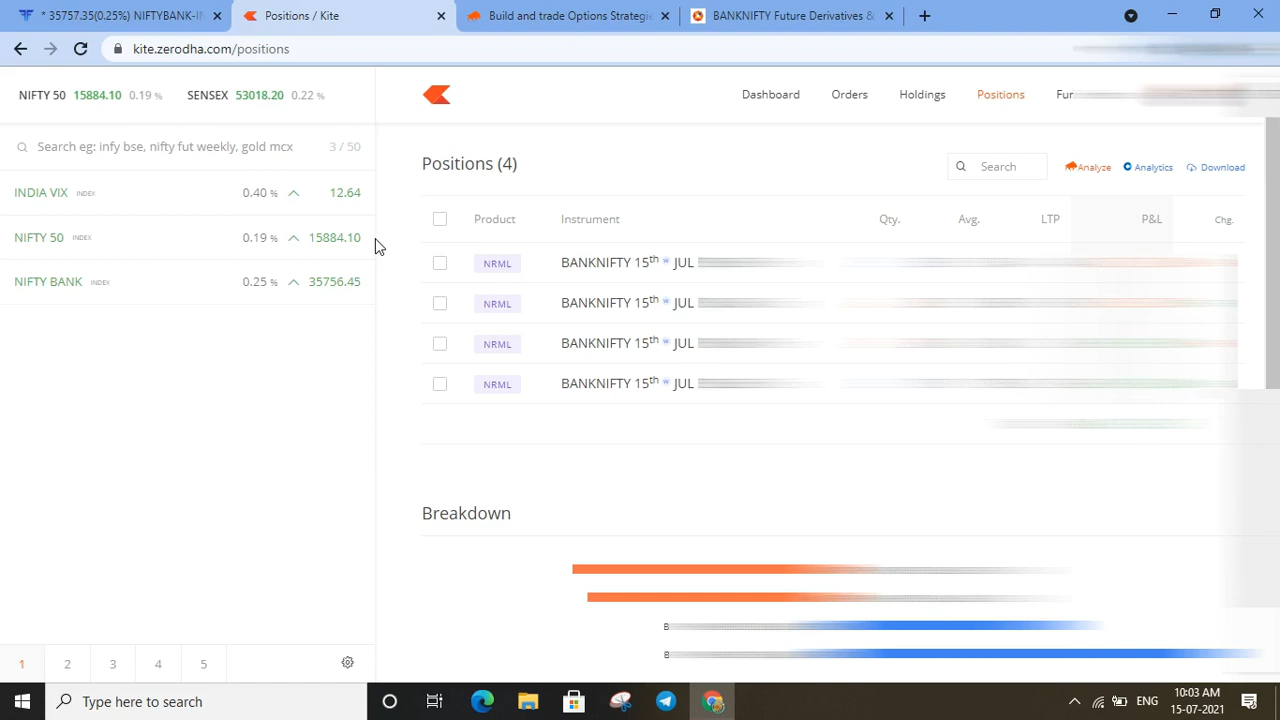 * 35757.35(0.25%) NIFTYBANK-IN
Positions / Kite
Build and trade Options Strategi
BANKNIFTY Future Derivatives &
kite.zerodha.com/positions
NIFTY 50 15884.10 0.19 % SENSEX 53018.20 0.22 %
Dashboard Orders Holdings Positions
Search eg: infy bse, nifty fut weekly, gold mcx 3 / 50
INDIA VIX INDEX 0.40 % 12.64
NIFTY 50 INDEX 0.19 % 15884.10
NIFTY BANK INDEX 0.25 % 35756.45
1 2 3 4 5
Positions (4) Search Analyze Analytics Download
Product Instrument Qty. Avg. LTP P&L Chg.
NRML BANKNIFTY 15th w JUL
NRML BANKNIFTY 15th w JUL
NRML BANKNIFTY 15th w JUL
NRML BANKNIFTY 15th w JUL
Breakdown
B
B
Type here to search
ENG
10:03 AM
15-07-2021